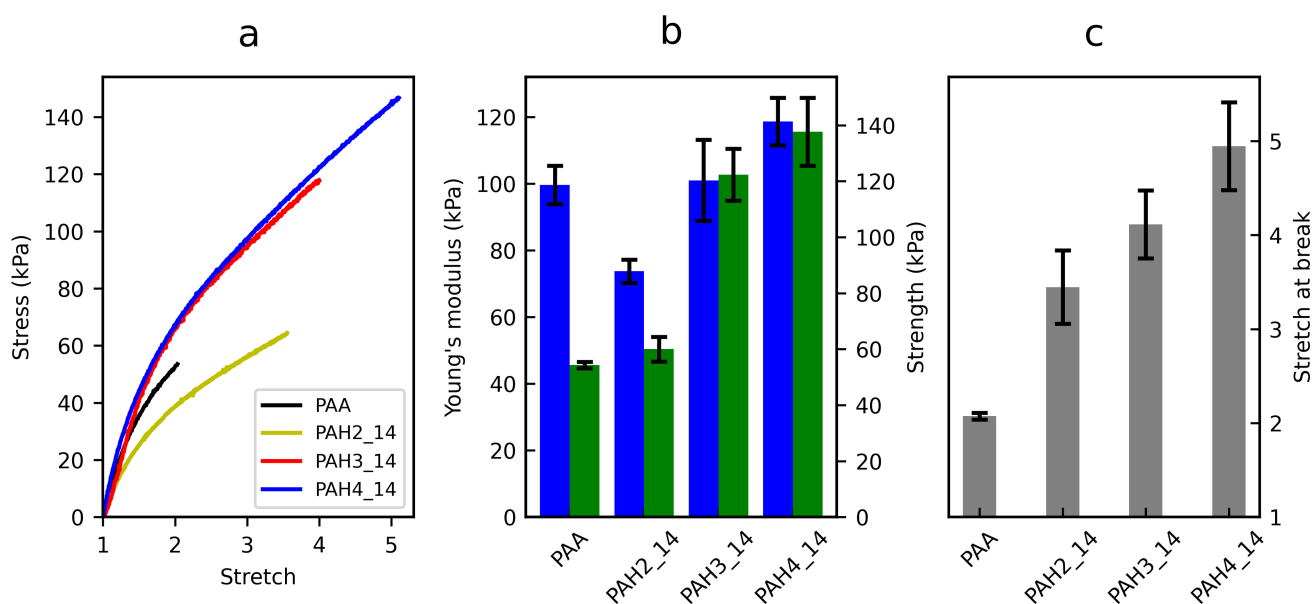 a
b
c
Stress (kPa)
140
120
100
80
60
40
20
0
1
2
3
4
5
Stretch
PAA
PAH2_14
PAH3_14
PAH4_14
Young's modulus (kPa)
120
100
80
60
40
20
0
PAA
PAH2_14
PAH3_14
PAH4_14
140
120
100
80
60
40
20
0
Strength (kPa)
PAA
PAH2_14
PAH3_14
PAH4_14
5
4
3
2
1
Stretch at break